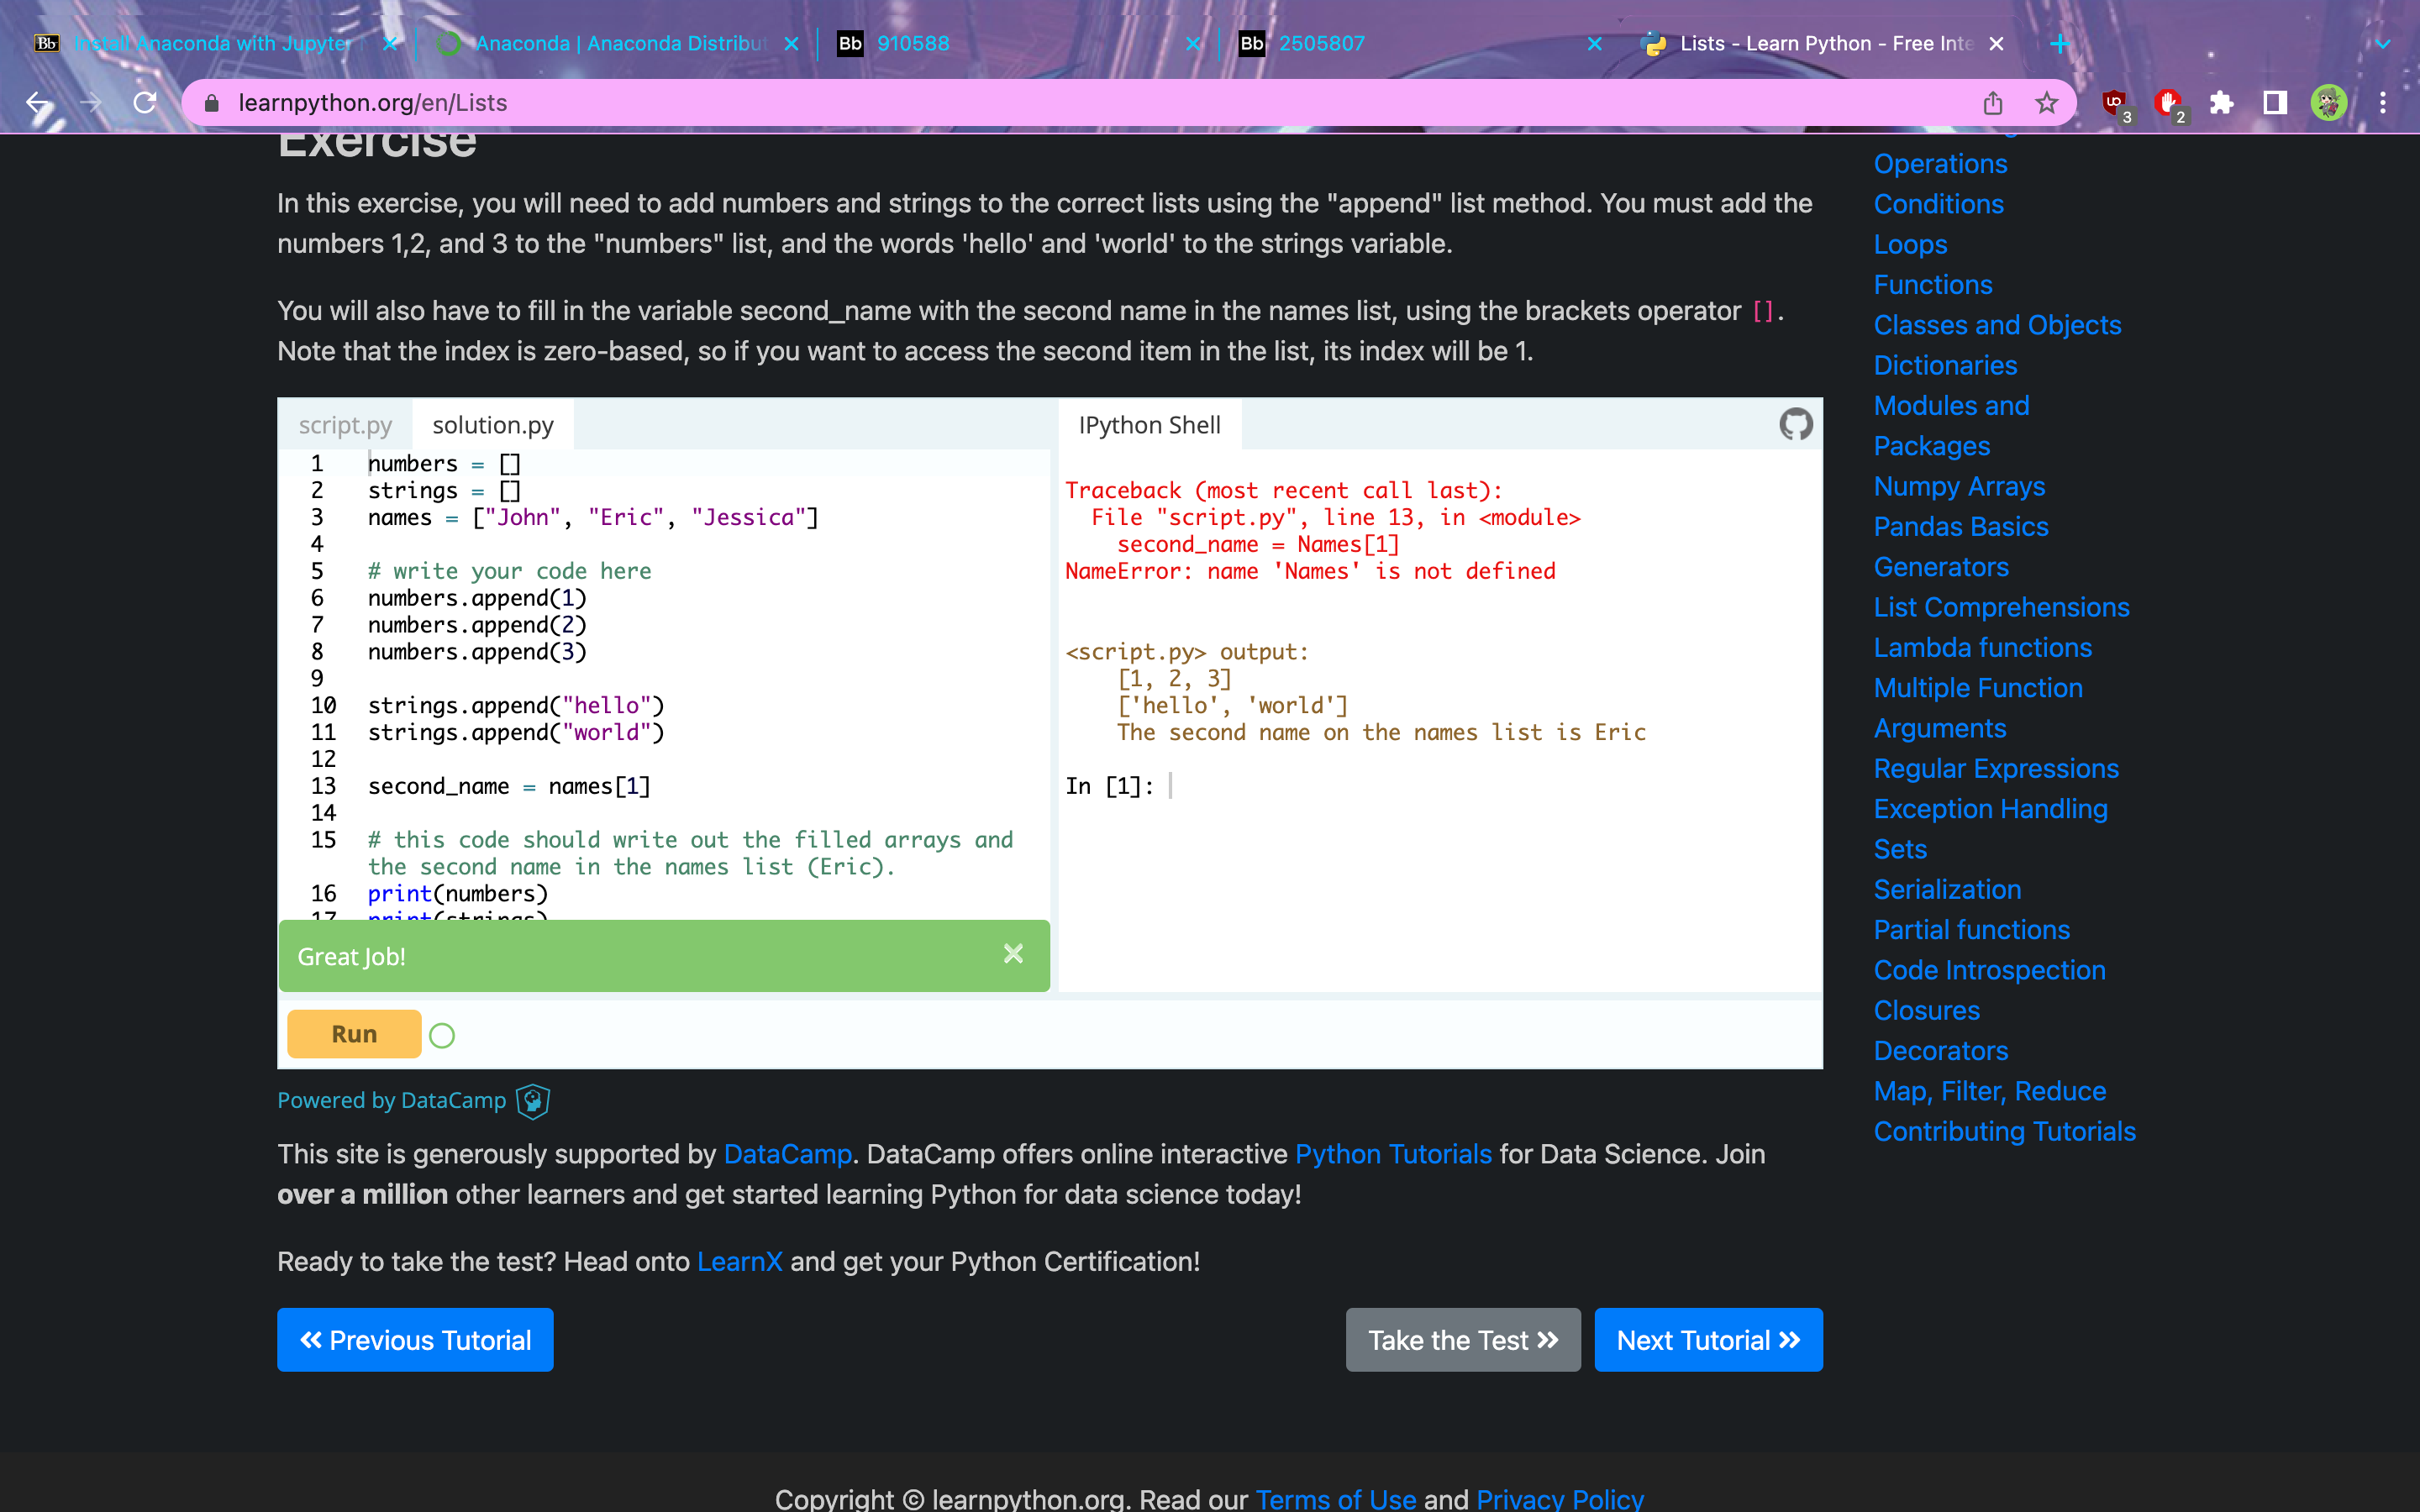 Bb Install Anaconda with Jupyter
Anaconda | Anaconda Distribut
Bb 910588
Bb 2505807
Lists - Learn Python - Free Inte
learnpython.org/en/Lists
3
2
Exercise
In this exercise, you will need to add numbers and strings to the correct lists using the "append" list method. You must add the
numbers 1,2, and 3 to the "numbers" list, and the words 'hello' and 'world' to the strings variable.
You will also have to fill in the variable second_name with the second name in the names list, using the brackets operator [].
Note that the index is zero-based, so if you want to access the second item in the list, its index will be 1.
script.py
solution.py
1 numbers = []
2 strings = []
3 names = ["John", "Eric", "Jessica"]
4
5 # write your code here
6 numbers.append(1)
7 numbers.append(2)
8 numbers.append(3)
9
10 strings.append("hello")
11 strings.append("world")
12
13 second_name = names[1]
14
15 # this code should write out the filled arrays and
the second name in the names list (Eric).
16 print(numbers)
17 print(strings)
Great Job!
Run
IPython Shell
Traceback (most recent call last):
File "script.py", line 13, in <module>
second_name = Names[1]
NameError: name 'Names' is not defined
<script.py> output:
[1, 2, 3]
['hello', 'world']
The second name on the names list is Eric
In [1]:
Powered by DataCamp
This site is generously supported by DataCamp. DataCamp offers online interactive Python Tutorials for Data Science. Join
over a million other learners and get started learning Python for data science today!
Ready to take the test? Head onto LearnX and get your Python Certification!
Previous Tutorial
Take the Test
Next Tutorial
Operations
Conditions
Loops
Functions
Classes and Objects
Dictionaries
Modules and
Packages
Numpy Arrays
Pandas Basics
Generators
List Comprehensions
Lambda functions
Multiple Function
Arguments
Regular Expressions
Exception Handling
Sets
Serialization
Partial functions
Code Introspection
Closures
Decorators
Map, Filter, Reduce
Contributing Tutorials
Copyright © learnpython.org. Read our Terms of Use and Privacy Policy